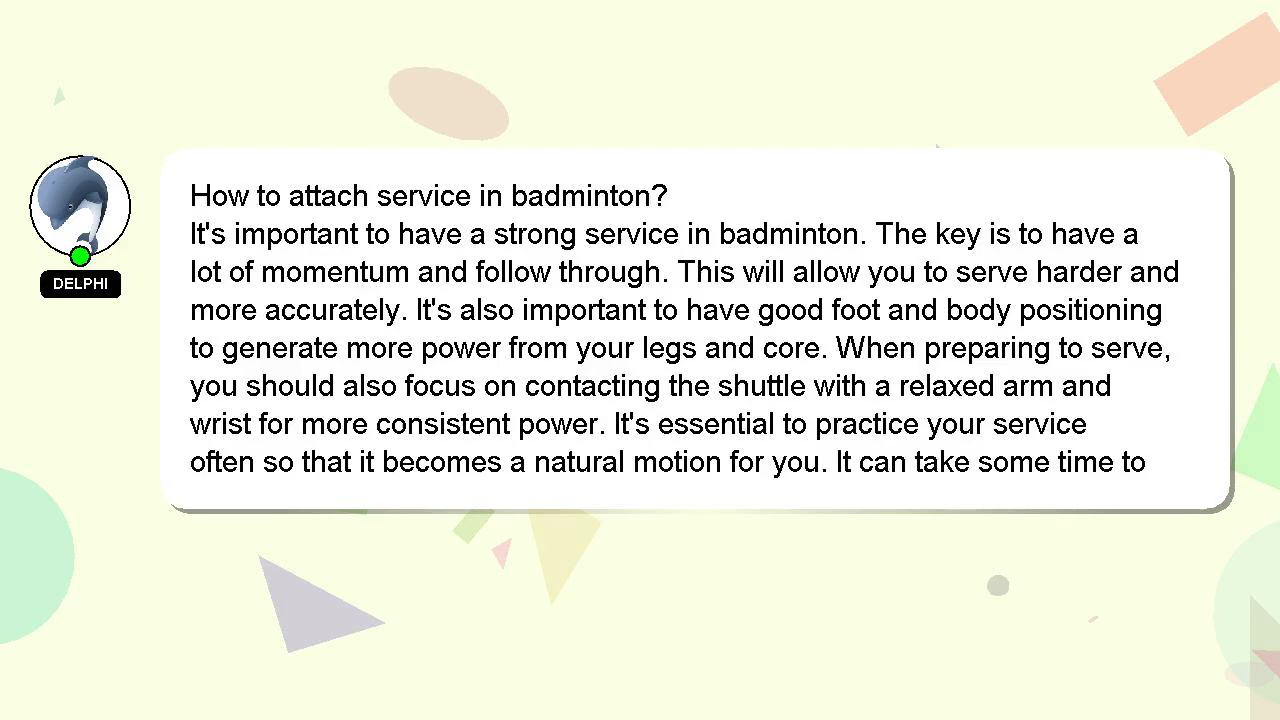 How to attach service in badminton?
It's important to have a strong service in badminton. The key is to have a
lot of momentum and follow through. This will allow you to serve harder and
more accurately. It's also important to have good foot and body positioning
to generate more power from your legs and core. When preparing to serve,
you should also focus on contacting the shuttle with a relaxed arm and
wrist for more consistent power. It's essential to practice your service
often so that it becomes a natural motion for you. It can take some time to
DELPHI